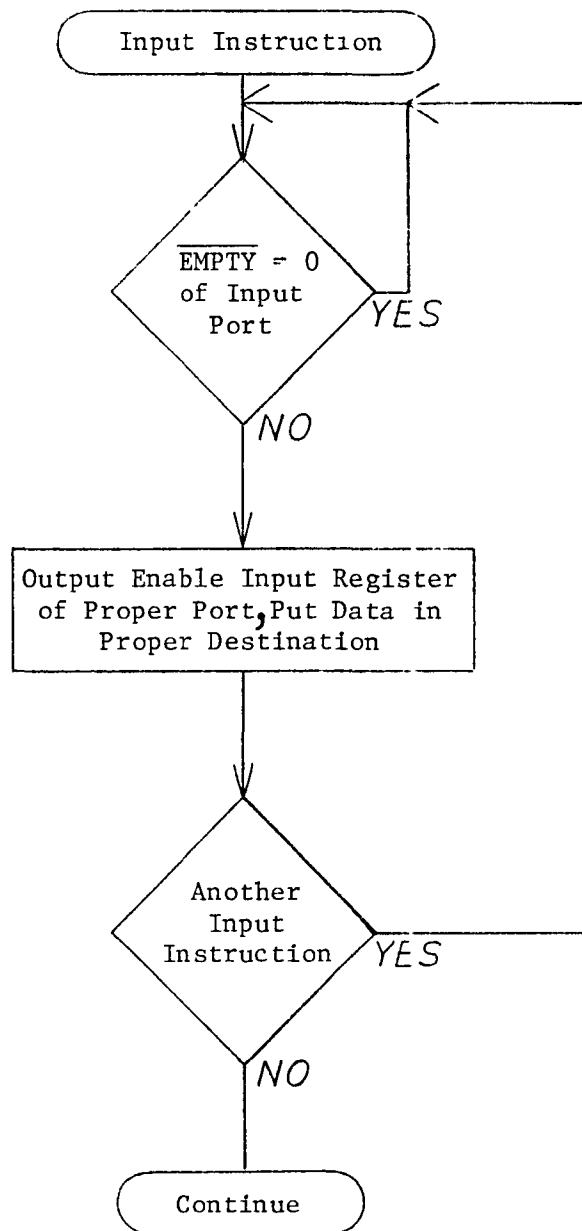 Input Instruction
E̅M̅P̅T̅Y̅ = 0
of Input
Port
YES
NO
Output Enable Input Register
of Proper Port, Put Data in
Proper Destination
Another
Input
Instruction
YES
NO
Continue